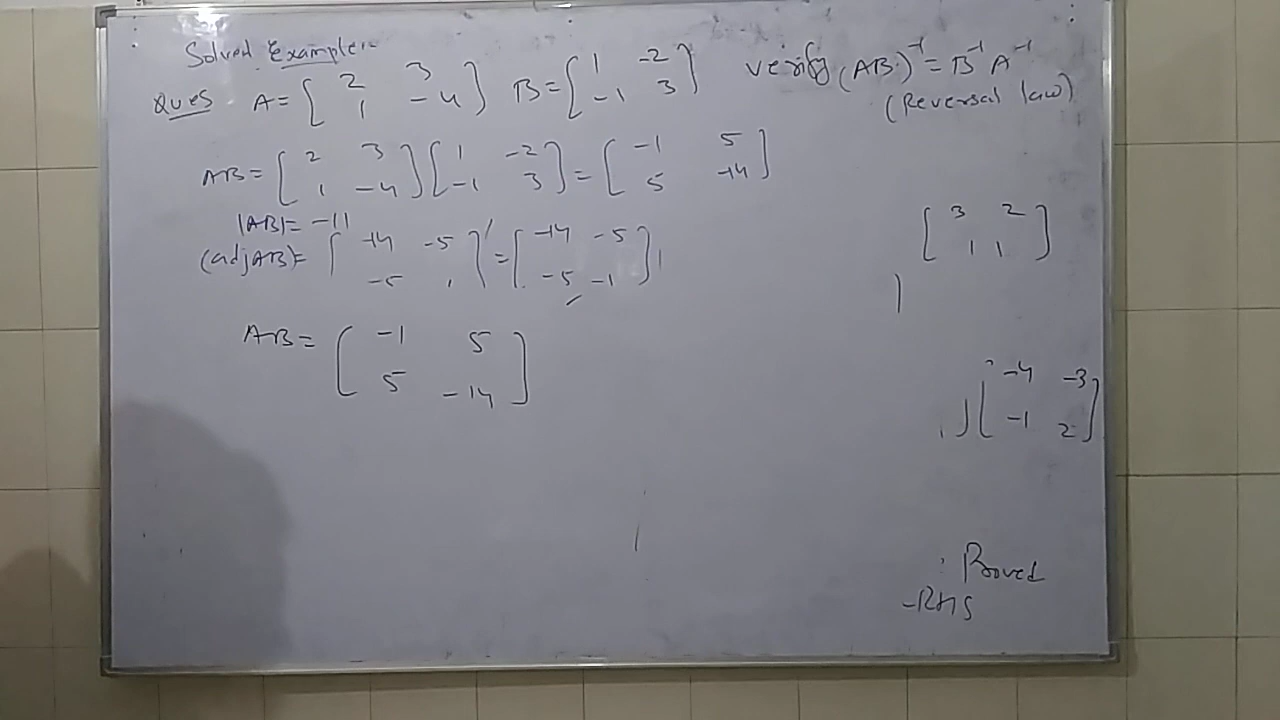 Solved Example:-
Ques A = [ 2 3 ] B = [ 1 -2 ] verify (AB)⁻¹ = B⁻¹ A⁻¹
1 -4 -1 3 (Reversal law)
AB = [ 2 3 ] [ 1 -2 ] = [ -1 5 ]
1 -4 -1 3 5 -14
|AB| = -11
(adjAB) = [ -14 -5 ]' = [ -14 -5 ]
-5 -5 -1
AB = [ -1 5 ]
5 -14
[ 3 2 ]
1 1
[ -4 -3 ]
-1 2
Proved
-RHS